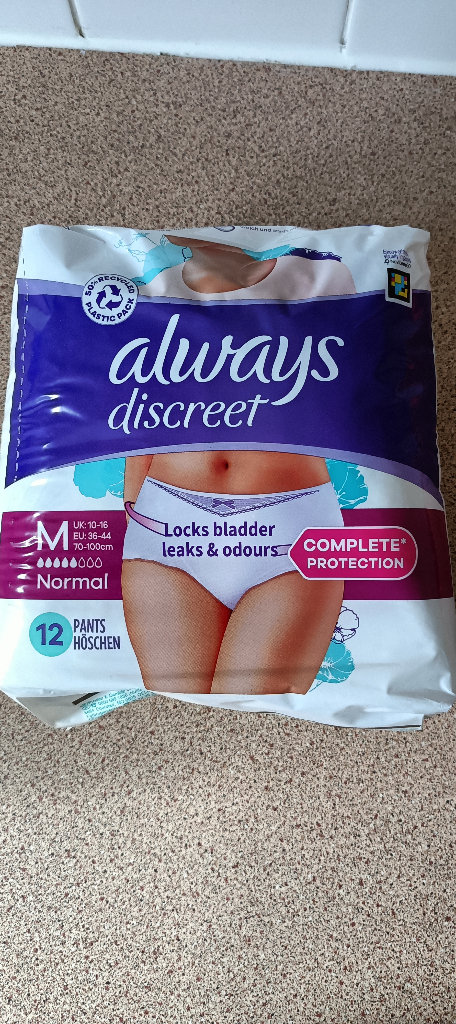 50% RECYCLED
PLASTIC PACK
always
discreet
M
UK: 10-16
EU: 36-44
70-100cm
Normal
Locks bladder
leaks & odours
COMPLETE*
PROTECTION
12 PANTS
HÖSCHEN